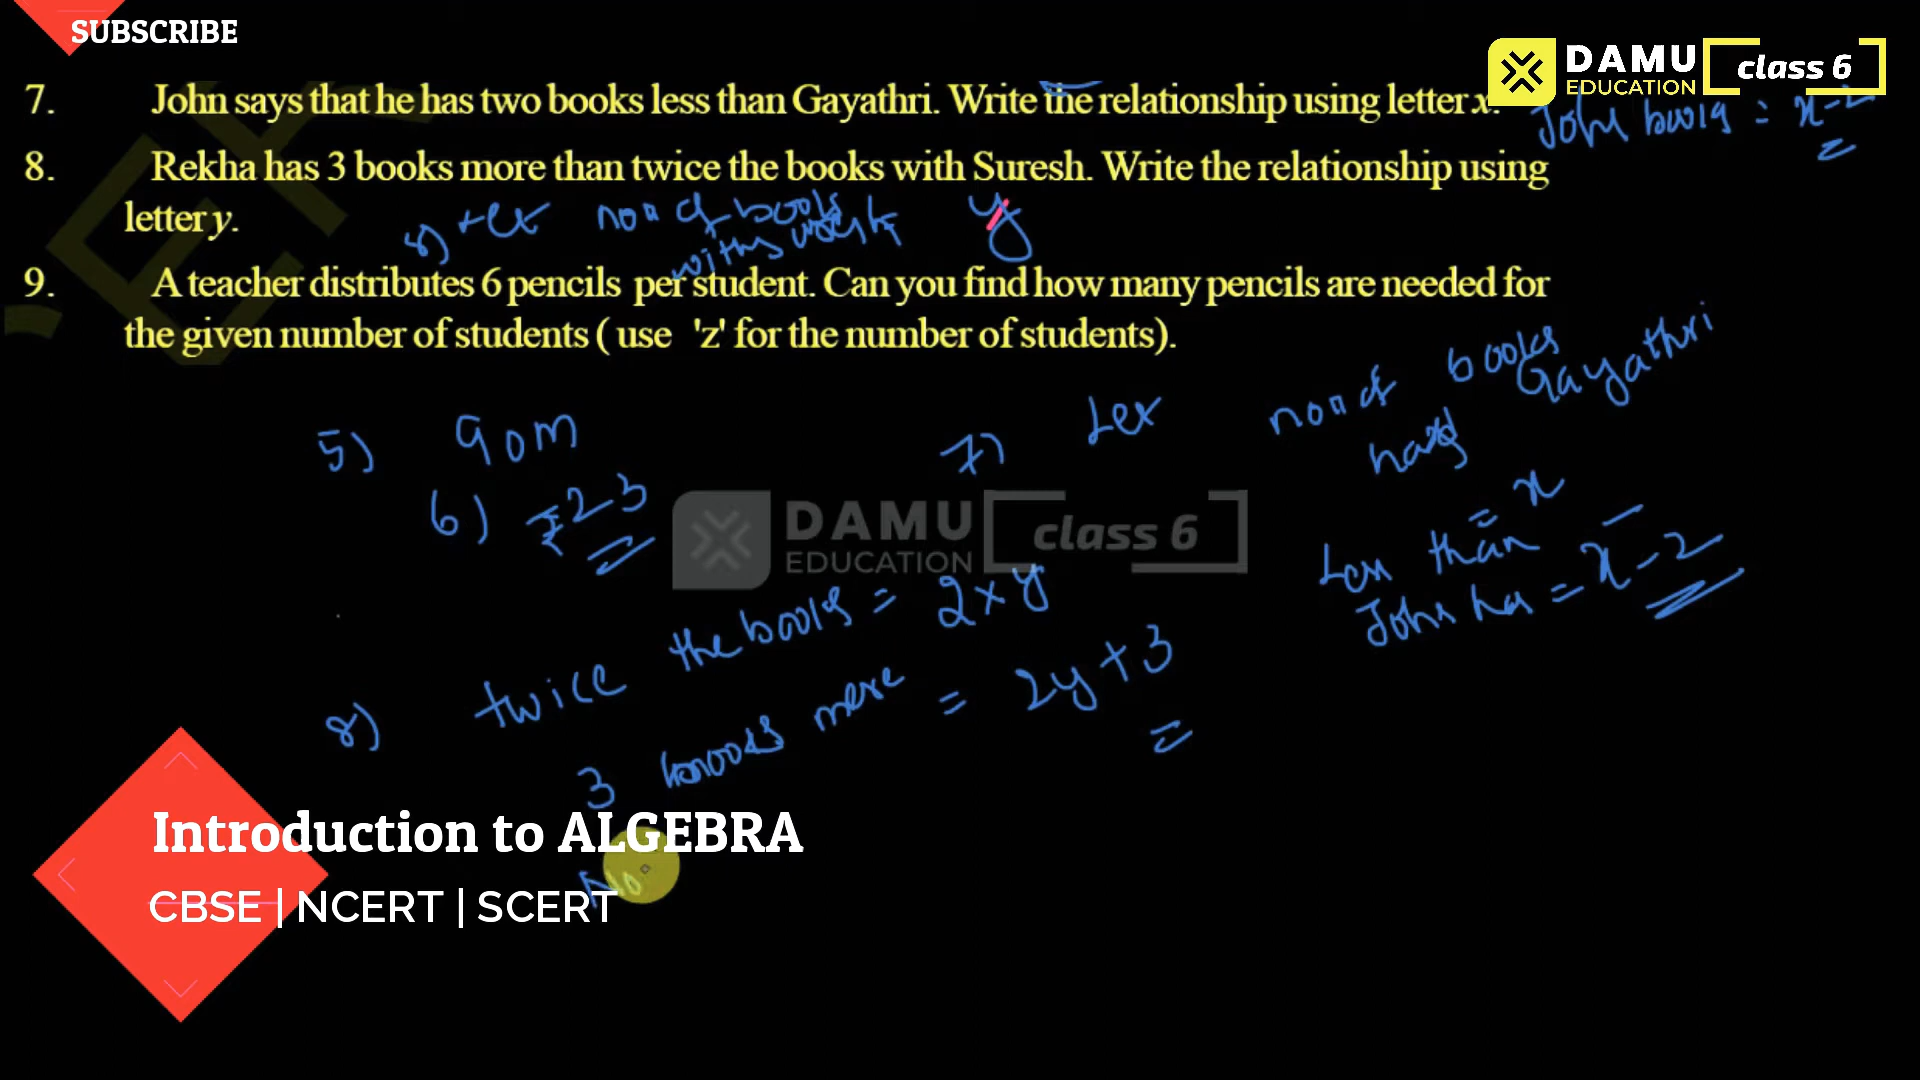 SUBSCRIBE
DAMU EDUCATION class 6
7. John says that he has two books less than Gayathri. Write the relationship using letter x.
John books = x-2
8. Rekha has 3 books more than twice the books with Suresh. Write the relationship using
letter y.
8) no. of books y
with
9. A teacher distributes 6 pencils per student. Can you find how many pencils are needed for
the given number of students ( use 'z' for the number of students).
5) 90m
7) Let no. of books
Gayathri
has
= x
6) ₹
DAMU EDUCATION class 6
Less than
John has = x-2
8) twice the books = 2×y
3 more = 2y+3
Introduction to ALGEBRA
No
CBSE | NCERT | SCERT